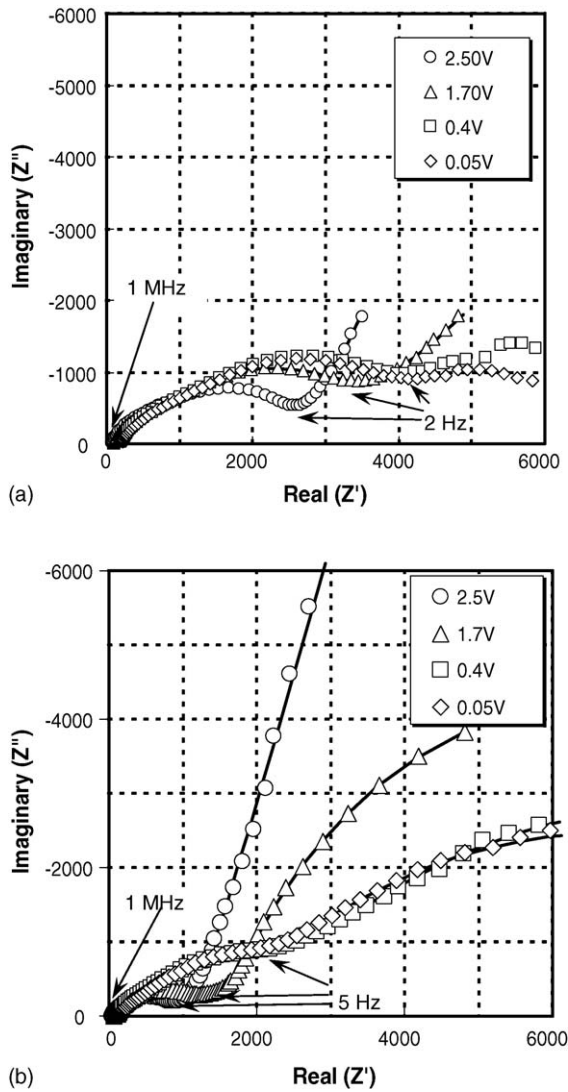 -6000
-5000
-4000
-3000
-2000
-1000
0
Imaginary (Z")
2.50V
1.70V
0.4V
0.05V
1 MHz
2 Hz
0
2000
4000
6000
Real (Z')
(a)
-6000
-4000
-2000
0
Imaginary (Z")
2.5V
1.7V
0.4V
0.05V
1 MHz
5 Hz
0
2000
4000
6000
Real (Z')
(b)